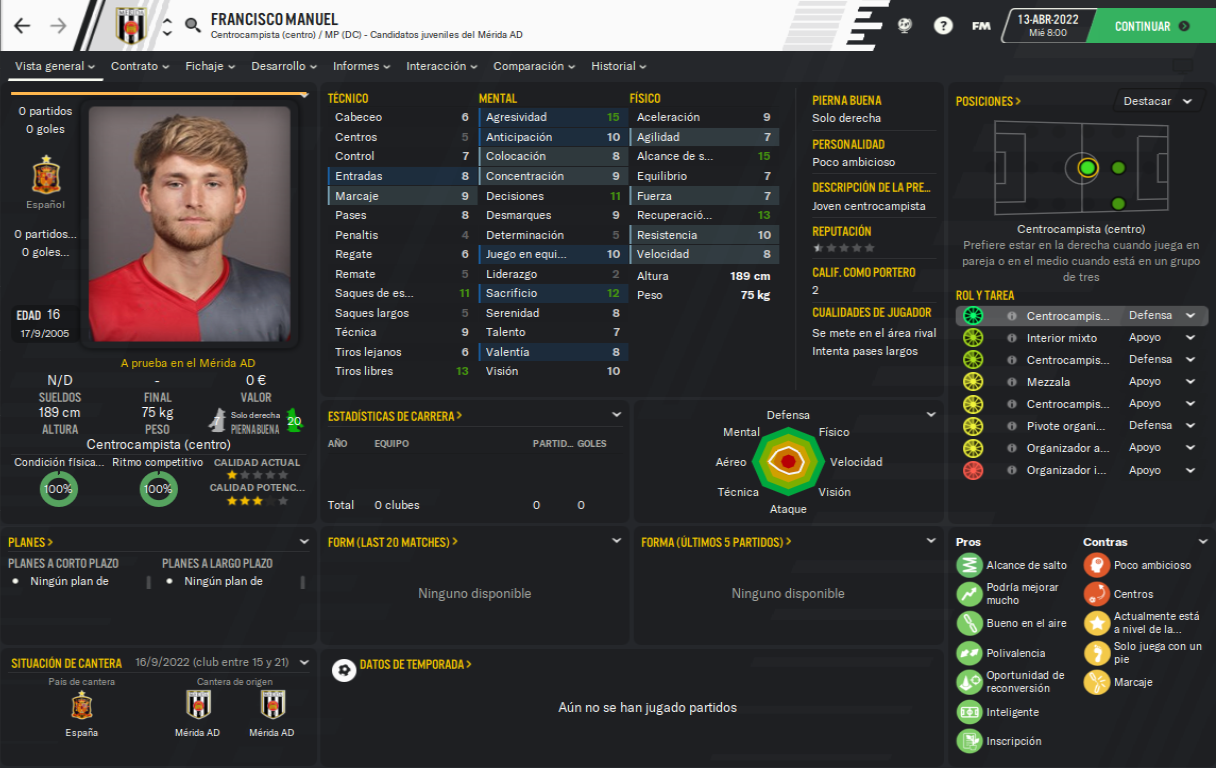 FRANCISCO MANUEL
Centrocampista (centro) / MP (DC) - Candidatos juveniles del Mérida AD
?
FM
13-ABR-2022
Mié 8:00
CONTINUAR
Vista general
Contrato
Fichaje
Desarrollo
Informes
Interacción
Comparación
Historial
0 partidos
0 goles
Español
0 partidos...
0 goles...
EDAD 16
17/9/2005
A prueba en el Mérida AD
N/D - 0 €
SUELDOS FINAL VALOR
189 cm 75 kg 7 Solo derecha 20
ALTURA PESO PIERNA BUENA
Centrocampista (centro)
Condición física... Ritmo competitivo CALIDAD ACTUAL
100% 100%
CALIDAD POTENC...
TÉCNICO
Cabeceo 6
Centros 5
Control 7
Entradas 8
Marcaje 9
Pases 8
Penaltis 4
Regate 6
Remate 5
Saques de es... 11
Saques largos 5
Técnica 9
Tiros lejanos 6
Tiros libres 13
MENTAL
Agresividad 15
Anticipación 10
Colocación 8
Concentración 9
Decisiones 11
Desmarques 9
Determinación 5
Juego en equi... 10
Liderazgo 2
Sacrificio 12
Serenidad 8
Talento 7
Valentía 8
Visión 10
FÍSICO
Aceleración 9
Agilidad 7
Alcance de s... 15
Equilibrio 7
Fuerza 7
Recuperació... 13
Resistencia 10
Velocidad 8
Altura 189 cm
Peso 75 kg
PIERNA BUENA
Solo derecha
PERSONALIDAD
Poco ambicioso
DESCRIPCIÓN DE LA PRE...
Joven centrocampista
REPUTACIÓN
CALIF. COMO PORTERO
2
CUALIDADES DE JUGADOR
Se mete en el área rival
Intenta pases largos
POSICIONES >
Destacar
Centrocampista (centro)
Prefiere estar en la derecha cuando juega en
pareja o en el medio cuando está en un grupo
de tres
ROL Y TAREA
Centrocampis... Defensa
Interior mixto Apoyo
Centrocampis... Defensa
Mezzala Apoyo
Centrocampis... Apoyo
Pivote organi... Defensa
Organizador a... Apoyo
Organizador i... Apoyo
ESTADÍSTICAS DE CARRERA >
AÑO EQUIPO PARTID... GOLES
Total 0 clubes 0 0
Defensa
Mental Físico
Aéreo Velocidad
Técnica Visión
Ataque
PLANES >
PLANES A CORTO PLAZO PLANES A LARGO PLAZO
• Ningún plan de • Ningún plan de
FORM (LAST 20 MATCHES) >
Ninguno disponible
FORMA (ÚLTIMOS 5 PARTIDOS) >
Ninguno disponible
Pros
Alcance de salto
Podría mejorar
mucho
Bueno en el aire
Polivalencia
Oportunidad de
reconversión
Inteligente
Inscripción
Contras
Poco ambicioso
Centros
Actualmente está
a nivel de la...
Solo juega con un
pie
Marcaje
SITUACIÓN DE CANTERA 16/9/2022 (club entre 15 y 21)
País de cantera Cantera de origen
España Mérida AD Mérida AD
DATOS DE TEMPORADA >
Aún no se han jugado partidos